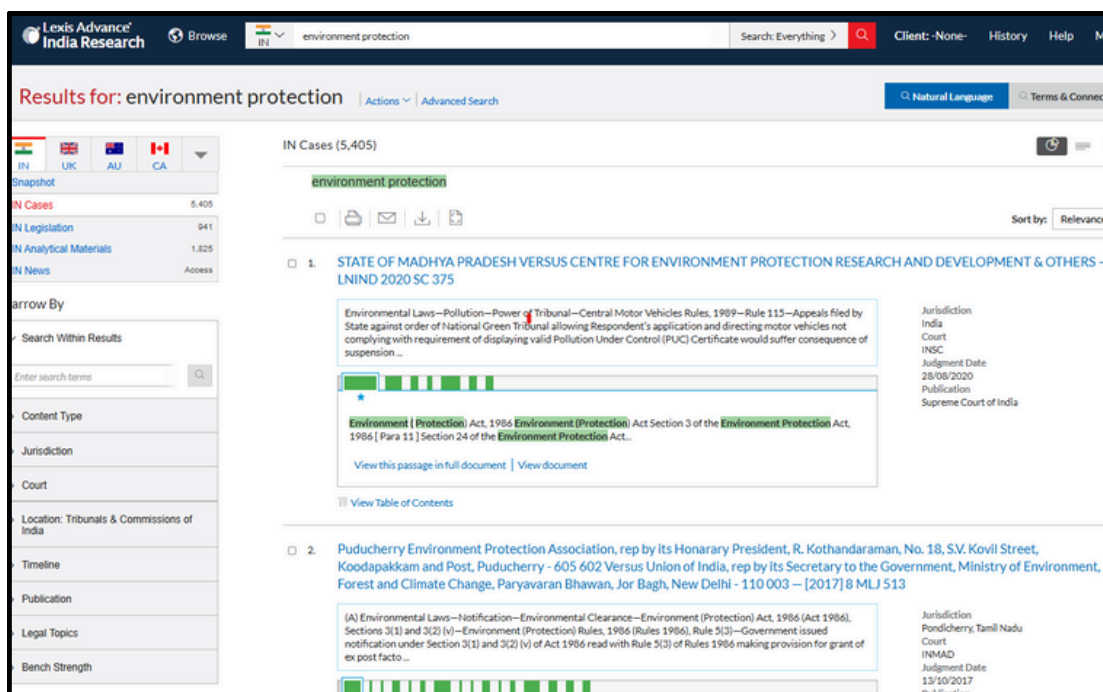 Lexis Advance®
India Research
Browse
IN
environment protection
Search: Everything
Client: -None-
History
Help
Results for: environment protection
Actions
Advanced Search
Natural Language
Terms &
IN
UK
AU
CA
Snapshot
IN Cases 5,405
IN Legislation 941
IN Analytical Materials 1,825
IN News Access
arrow By
Search Within Results
Enter search terms
Content Type
Jurisdiction
Court
Location: Tribunals & Commissions of
India
Timeline
Publication
Legal Topics
Bench Strength
IN Cases (5,405)
environment protection
Sort by: Relevance
1. STATE OF MADHYA PRADESH VERSUS CENTRE FOR ENVIRONMENT PROTECTION RESEARCH AND DEVELOPMENT & OTHERS –
LNIND 2020 SC 375
Environmental Laws—Pollution—Power of Tribunal—Central Motor Vehicles Rules, 1989—Rule 115—Appeals filed by
State against order of National Green Tribunal allowing Respondent's application and directing motor vehicles not
complying with requirement of displaying valid Pollution Under Control (PUC) Certificate would suffer consequence of
suspension ...
Environment ( Protection) Act, 1986 Environment (Protection) Act Section 3 of the Environment Protection Act,
1986 [ Para 11 ] Section 24 of the Environment Protection Act...
View this passage in full document | View document
View Table of Contents
Jurisdiction
India
Court
INSC
Judgment Date
28/08/2020
Publication
Supreme Court of India
2. Puducherry Environment Protection Association, rep by its Honarary President, R. Kothandaraman, No. 18, S.V. Kovil Street,
Koodapakkam and Post, Puducherry - 605 602 Versus Union of India, rep by its Secretary to the Government, Ministry of Environment,
Forest and Climate Change, Paryavaran Bhawan, Jor Bagh, New Delhi - 110 003 — [2017] 8 MLJ 513
(A) Environmental Laws—Notification—Environmental Clearance—Environment (Protection) Act, 1986 (Act 1986),
Sections 3(1) and 3(2) (v)—Environment (Protection) Rules, 1986 (Rules 1986), Rule 5(3)—Government issued
notification under Section 3(1) and 3(2) (v) of Act 1986 read with Rule 5(3) of Rules 1986 making provision for grant of
ex post facto ...
Jurisdiction
Pondicherry, Tamil Nadu
Court
INMAD
Judgment Date
13/10/2017